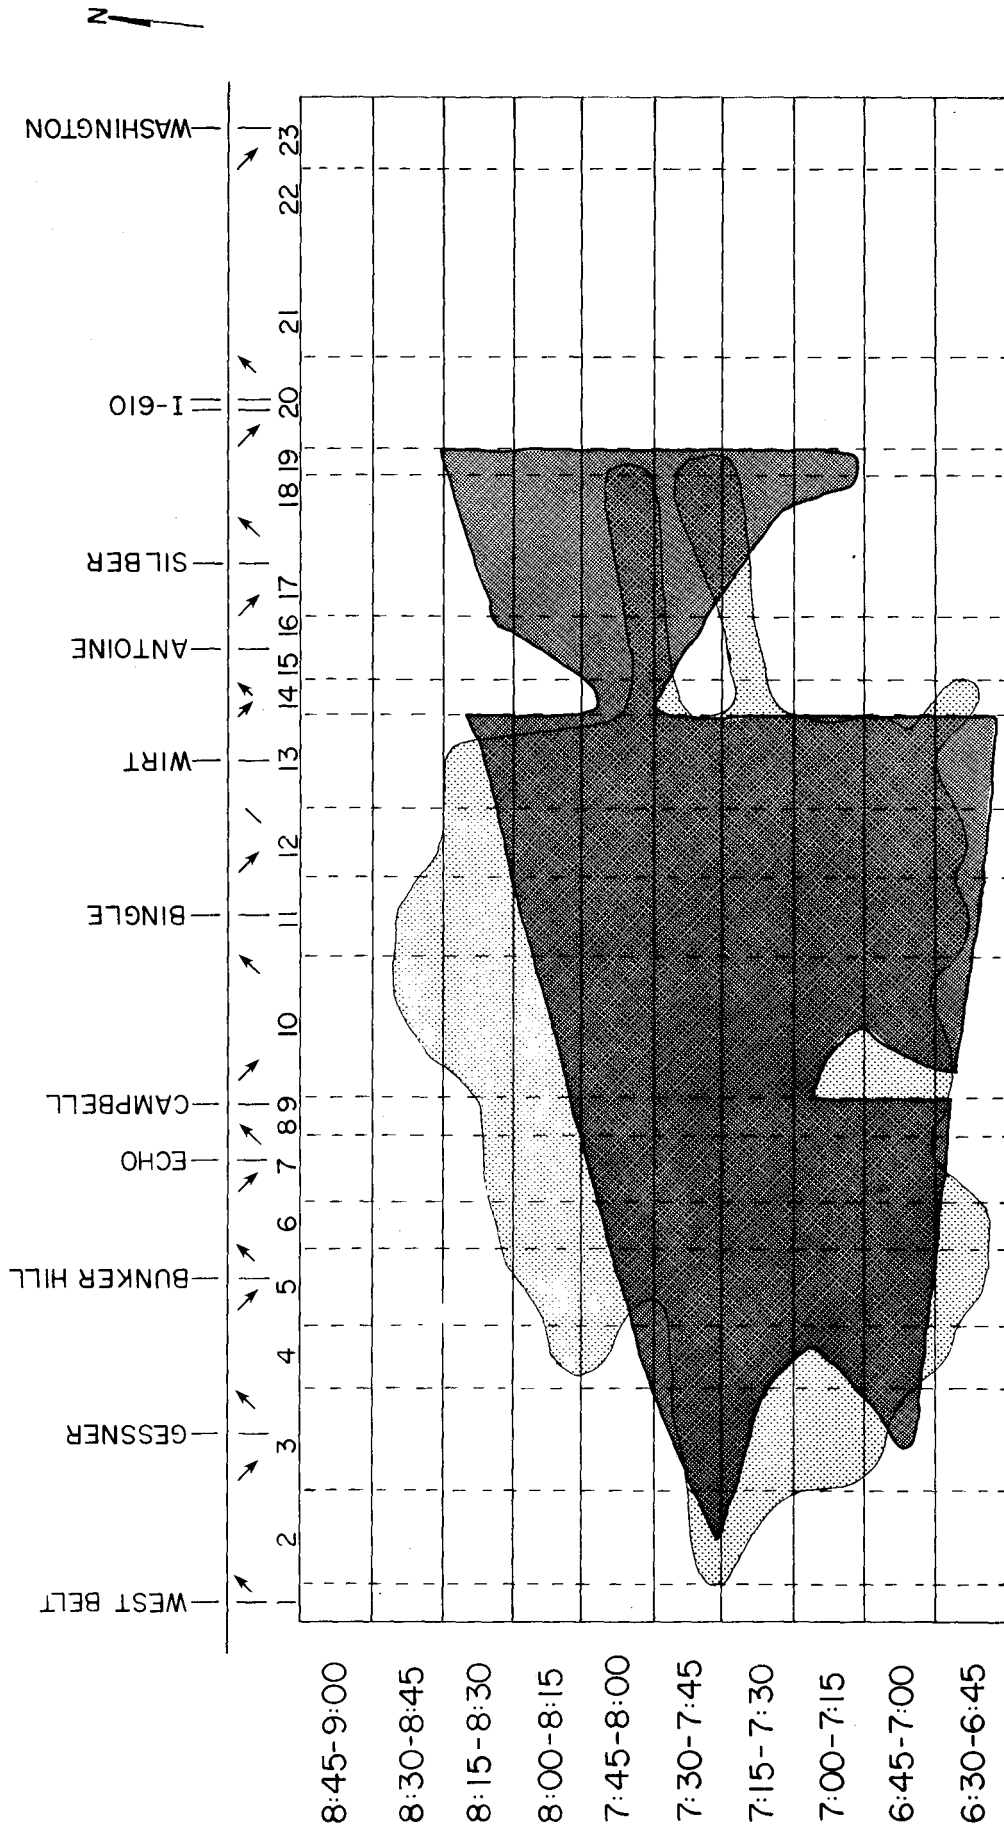 N
WEST BELT
GESSNER
BUNKER HILL
ECHO
CAMPBELL
BINGLE
WIRT
ANTOINE
SILBER
I-610
WASHINGTON
2 3 4 5 6 7 8 9 10 11 12 13 14 15 16 17 18 19 20 21 22 23
8:45-9:00
8:30-8:45
8:15-8:30
8:00-8:15
7:45-8:00
7:30-7:45
7:15-7:30
7:00-7:15
6:45-7:00
6:30-6:45